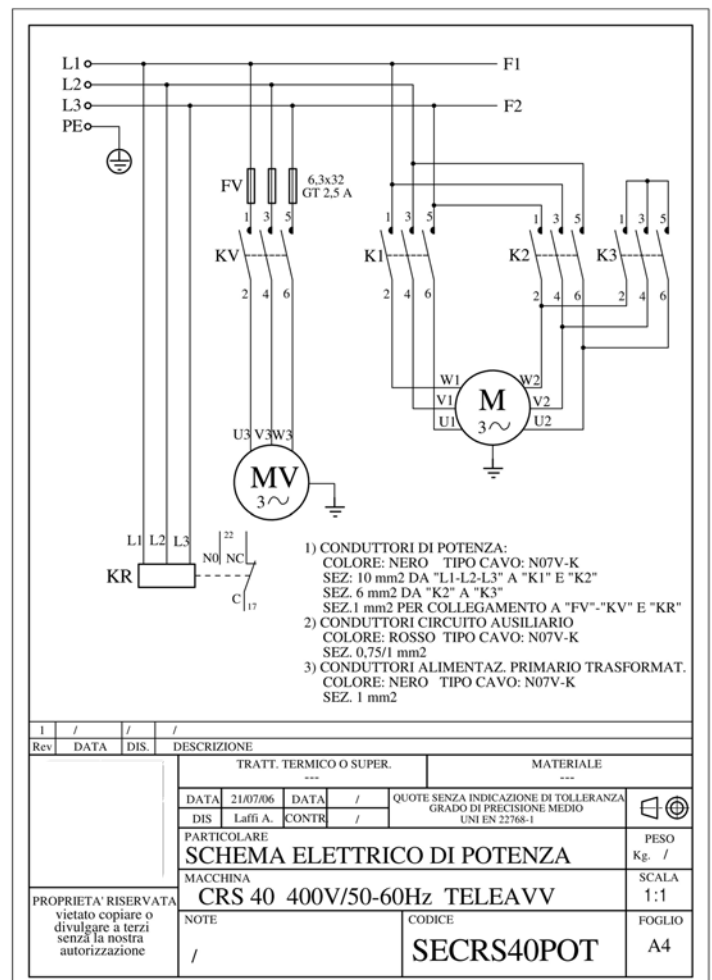 L1 F1
L2
L3 F2
PE
FV 6,3x32
GT 2,5 A
1 3 5 1 3 5 1 3 5 1 3 5
KV K1 K2 K3
2 4 6 2 4 6 2 4 6 2 4 6
W1 W2
V1 M V2
U1 3~ U2
U3 V3 W3
MV
3~
L1 L2 L3 22
N0 NC
KR
C 17
1) CONDUTTORI DI POTENZA:
COLORE: NERO TIPO CAVO: N07V-K
SEZ: 10 mm2 DA "L1-L2-L3" A "K1" E "K2"
SEZ. 6 mm2 DA "K2" A "K3"
SEZ.1 mm2 PER COLLEGAMENTO A "FV"-"KV" E "KR"
2) CONDUTTORI CIRCUITO AUSILIARIO
COLORE: ROSSO TIPO CAVO: N07V-K
SEZ. 0,75/1 mm2
3) CONDUTTORI ALIMENTAZ. PRIMARIO TRASFORMAT.
COLORE: NERO TIPO CAVO: N07V-K
SEZ. 1 mm2
1 / / /
Rev DATA DIS. DESCRIZIONE
TRATT. TERMICO O SUPER. MATERIALE
--- ---
DATA 21/07/06 DATA / QUOTE SENZA INDICAZIONE DI TOLLERANZA
GRADO DI PRECISIONE MEDIO
DIS Laffi A. CONTR / UNI EN 22768-1
PARTICOLARE PESO
SCHEMA ELETTRICO DI POTENZA Kg. /
MACCHINA SCALA
CRS 40 400V/50-60Hz TELEAVV 1:1
PROPRIETA' RISERVATA
vietato copiare o
divulgare a terzi
senza la nostra
autorizzazione
NOTE CODICE FOGLIO
/ SECRS40POT A4